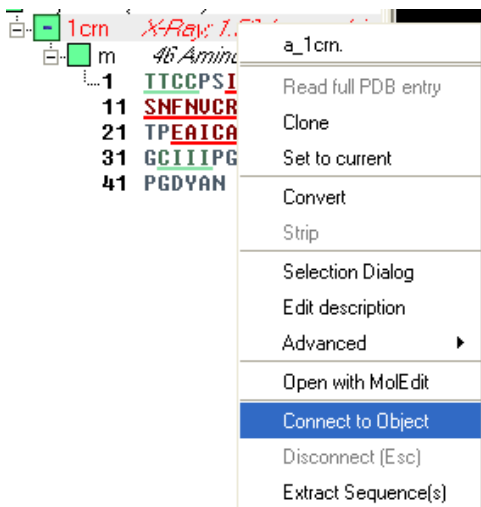 1crn X-Ray; 
m 46 Amino
1 TTCCPSI
11 SNFNVCR
21 TPEAICA
31 GCIIIPG
41 PGDYAN
a_1crn.
Read full PDB entry
Clone
Set to current
Convert
Strip
Selection Dialog
Edit description
Advanced
Open with MolEdit
Connect to Object
Disconnect (Esc)
Extract Sequence(s)